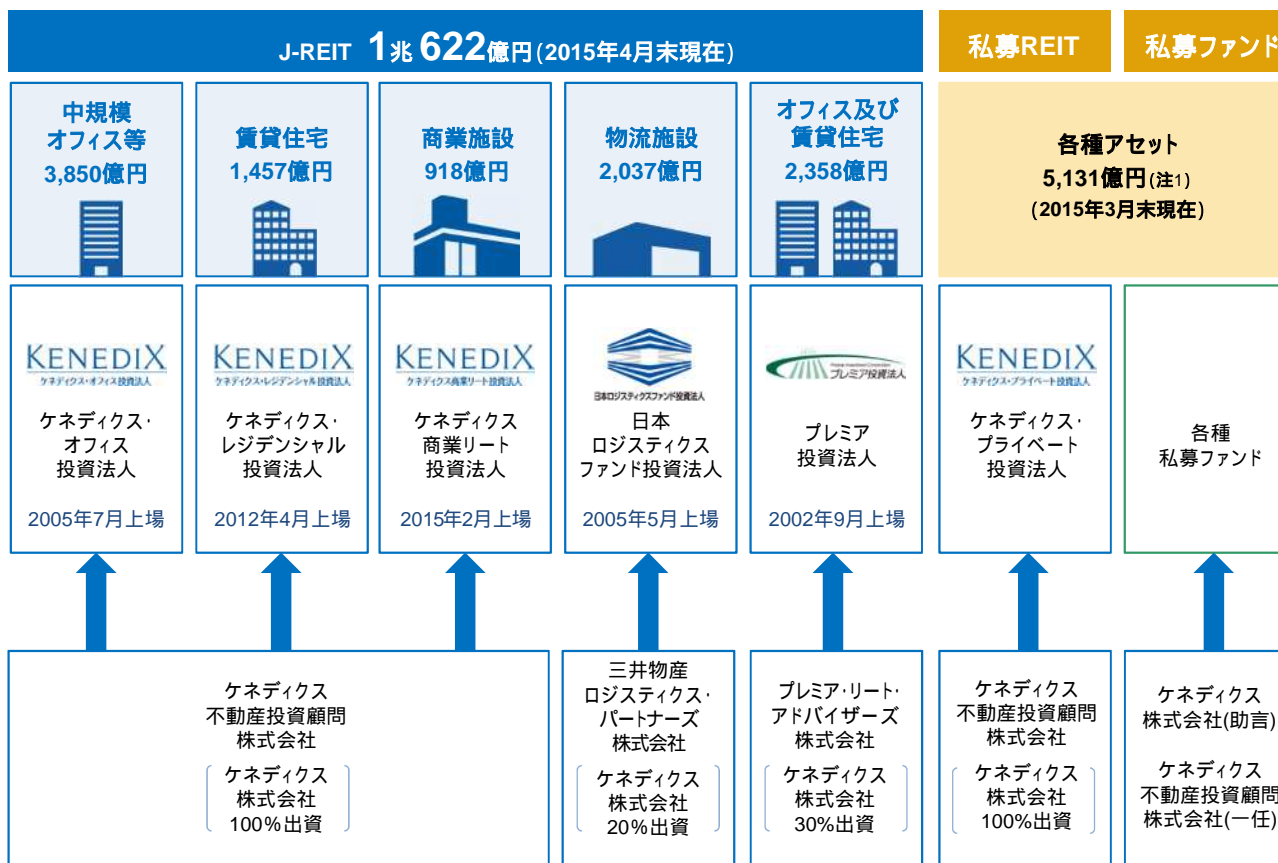 J-REIT 1兆622億円(2015年4月末現在)
私募REIT
私募ファンド
中規模
オフィス等
3,850億円
賃貸住宅
1,457億円
商業施設
918億円
物流施設
2,037億円
オフィス及び
賃貸住宅
2,358億円
各種アセット
5,131億円(注1)
(2015年3月末現在)
KENEDIX
ケネディクス・オフィス投資法人
ケネディクス・
オフィス
投資法人
2005年7月上場
KENEDIX
ケネディクス・レジデンシャル投資法人
ケネディクス・
レジデンシャル
投資法人
2012年4月上場
KENEDIX
ケネディクス商業リート投資法人
ケネディクス
商業リート
投資法人
2015年2月上場
日本ロジスティクスファンド投資法人
日本
ロジスティクス
ファンド投資法人
2005年5月上場
プレミア投資法人
プレミア
投資法人
2002年9月上場
KENEDIX
ケネディクス・プライベート投資法人
ケネディクス・
プライベート
投資法人
各種
私募ファンド
ケネディクス
不動産投資顧問
株式会社
ケネディクス
株式会社
100%出資
三井物産
ロジスティクス・
パートナーズ
株式会社
ケネディクス
株式会社
20%出資
プレミア・リート・
アドバイザーズ
株式会社
ケネディクス
株式会社
30%出資
ケネディクス
不動産投資顧問
株式会社
ケネディクス
株式会社
100%出資
ケネディクス
株式会社(助言)
ケネディクス
不動産投資顧問
株式会社(一任)